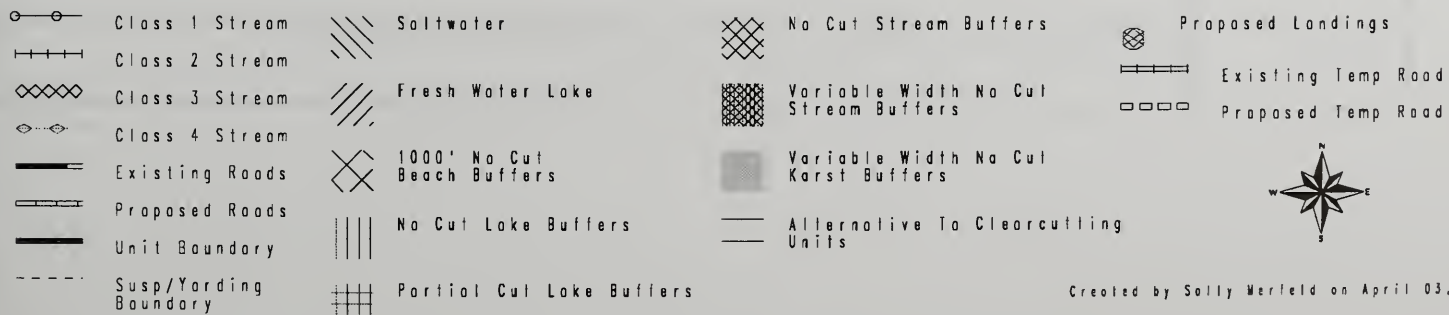 Class 1 Stream
Class 2 Stream
Class 3 Stream
Class 4 Stream
Existing Roads
Proposed Roads
Unit Boundary
Susp/Yarding
Boundary
Saltwater
Fresh Water Lake
1000' No Cut
Beach Buffers
No Cut Lake Buffers
Partial Cut Lake Buffers
No Cut Stream Buffers
Variable Width No Cut
Stream Buffers
Variable Width No Cut
Karst Buffers
Alternative To Clearcutting
Units
Proposed Landings
Existing Temp Road
Proposed Temp Road
N
W E
S
Created by Sally Werfeld on April 03,